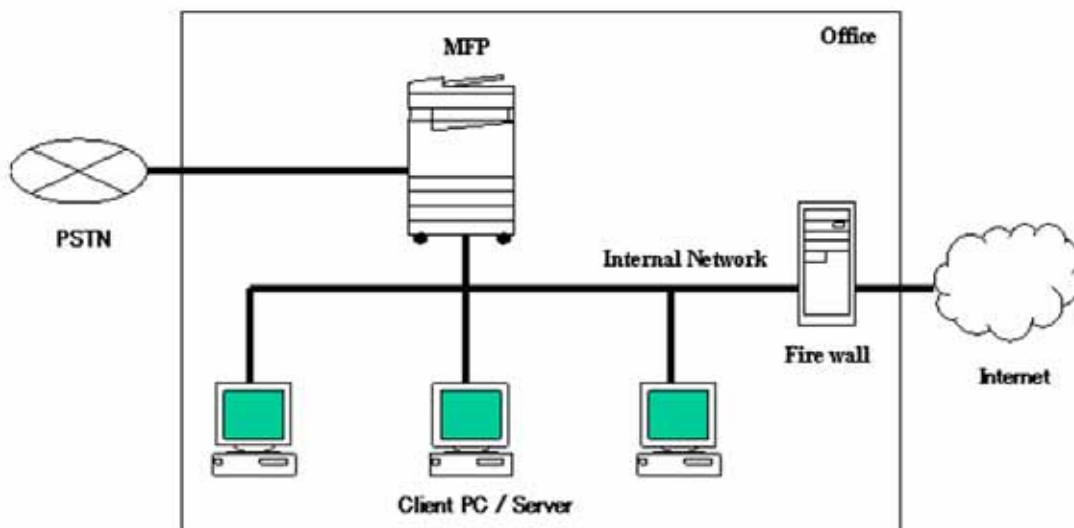 Office
MFP
PSTN
Internal Network
Fire wall
Internet
Client PC / Server